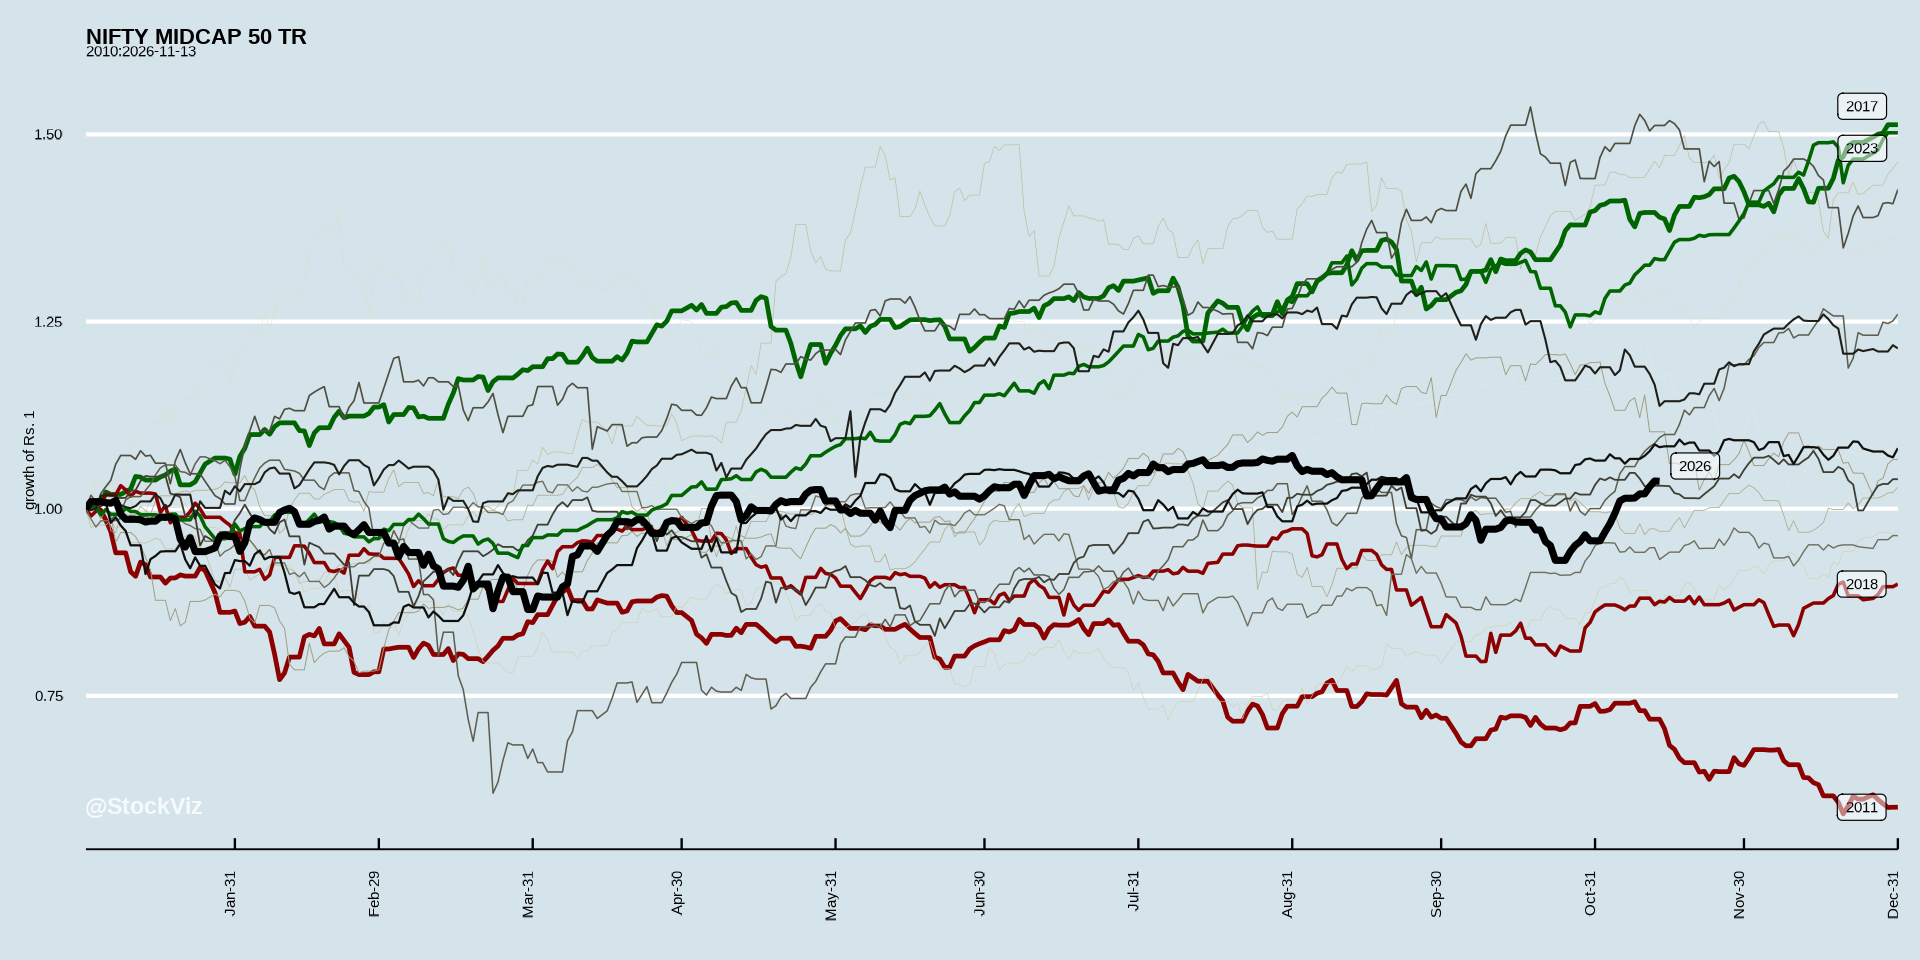 NIFTY MIDCAP 50 TR
2010:2026-11-13
growth of Rs. 1
1.50
1.25
1.00
0.75
2017
2023
2026
2018
2011
@StockViz
Jan-31
Feb-29
Mar-31
Apr-30
May-31
Jun-30
Jul-31
Aug-31
Sep-30
Oct-31
Nov-30
Dec-31